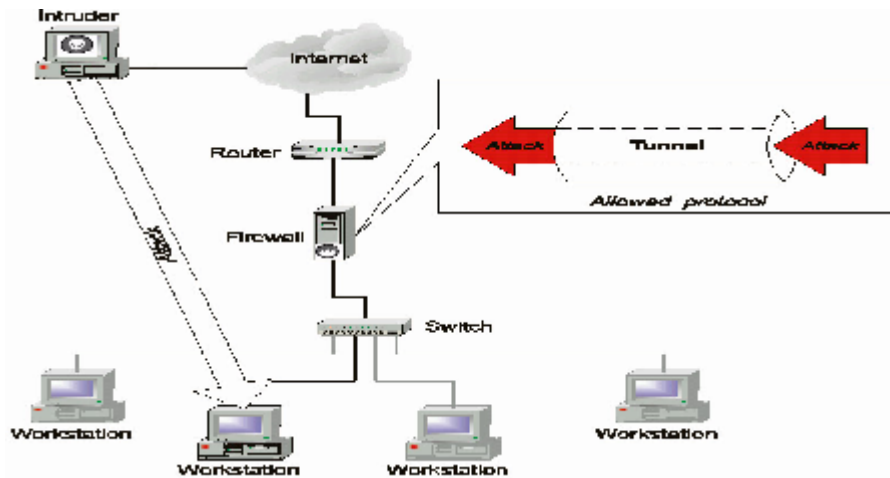 Intruder
Internet
Router
Attack Tunnel Attack
Allowed protocol
Firewall
Attack
Switch
Workstation
Workstation
Workstation
Workstation